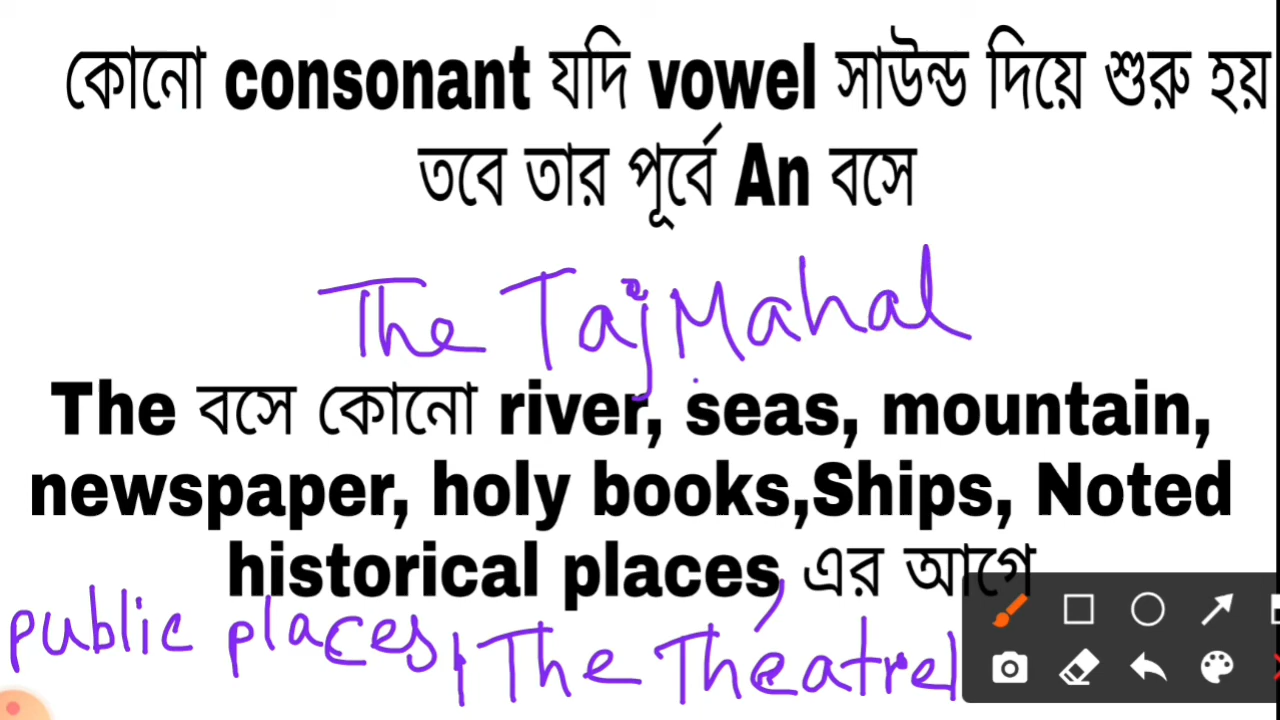 কোনো consonant যদি vowel সাউন্ড দিয়ে শুরু হয়
তবে তার পূর্বে An বসে
The Taj Mahal
The বসে কোনো river, seas, mountain,
newspaper, holy books,Ships, Noted
historical places এর আগে
public places, The Theatre